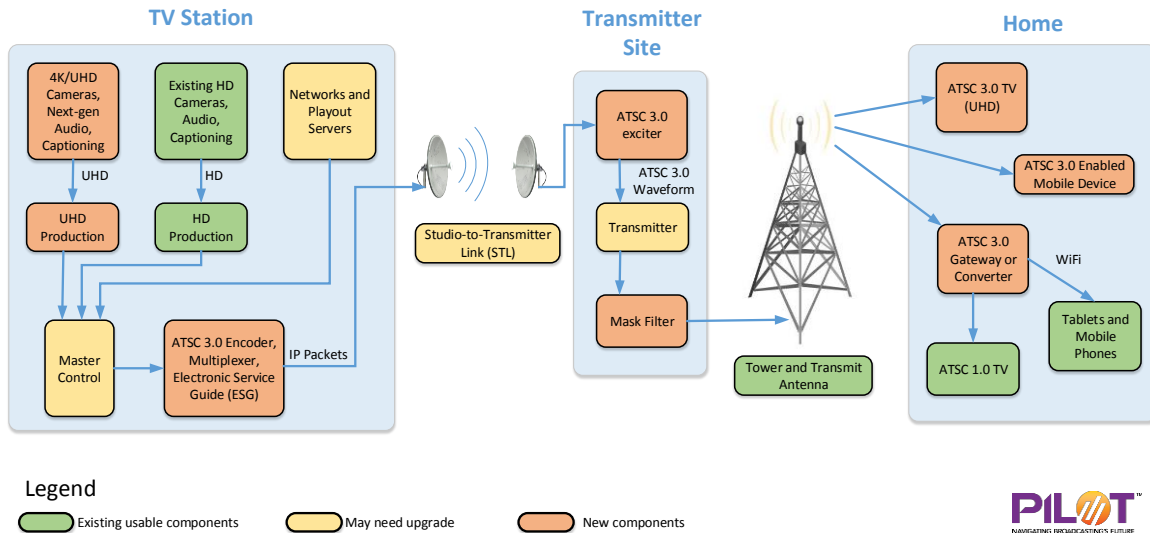 TV Station
Transmitter
Site
Home
4K/UHD
Cameras,
Next-gen
Audio,
Captioning
Existing HD
Cameras,
Audio,
Captioning
Networks and
Playout
Servers
UHD
HD
UHD
Production
HD
Production
Master
Control
ATSC 3.0 Encoder,
Multiplexer,
Electronic Service
Guide (ESG)
IP Packets
Studio-to-Transmitter
Link (STL)
ATSC 3.0
exciter
ATSC 3.0
Waveform
Transmitter
Mask Filter
Tower and Transmit
Antenna
ATSC 3.0 TV
(UHD)
ATSC 3.0 Enabled
Mobile Device
ATSC 3.0
Gateway or
Converter
WiFi
Tablets and
Mobile
Phones
ATSC 1.0 TV
Legend
Existing usable components
May need upgrade
New components
PILOT™
NAVIGATING BROADCASTING'S FUTURE